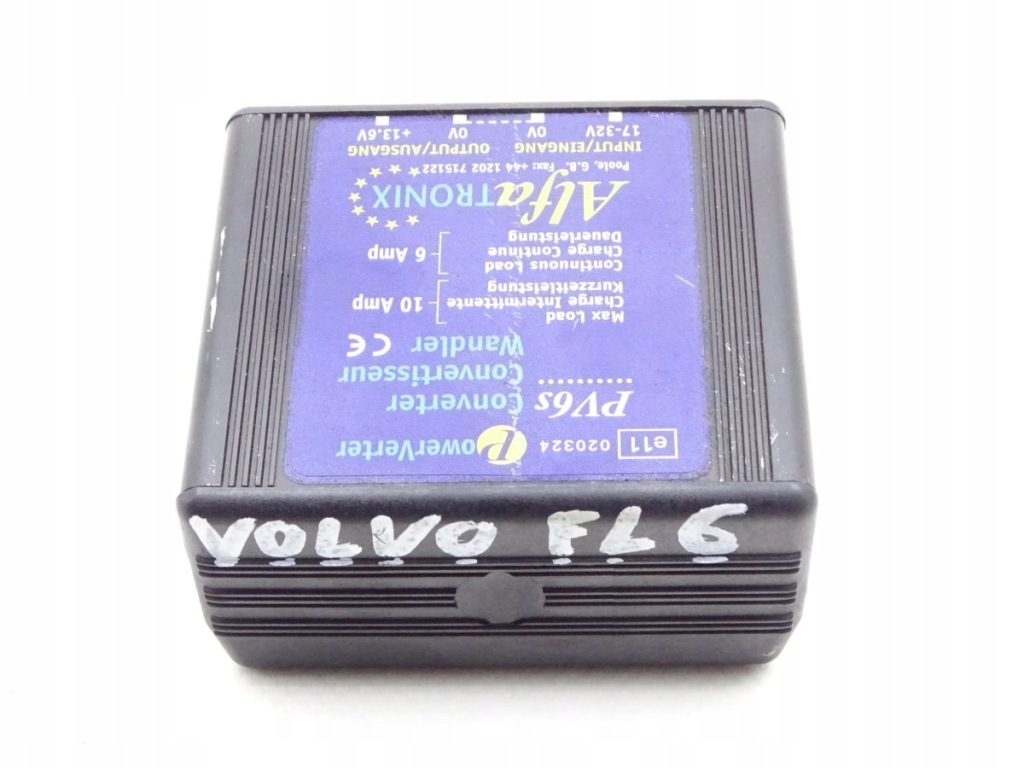 e11 020324 PowerVerter
PV6s Converter
Convertisseur
Wandler CE
Max Load
Charge Intermittente 10 Amp
Kurzzeitleistung
Continuous Load
Charge Continue 6 Amp
Dauerleistung
Alfatronix
Poole, G.B. Fax: +44 1202 715122
INPUT/EINGANG OUTPUT/AUSGANG
17-32V 0V 0V +13.6V
VOLVO FL6